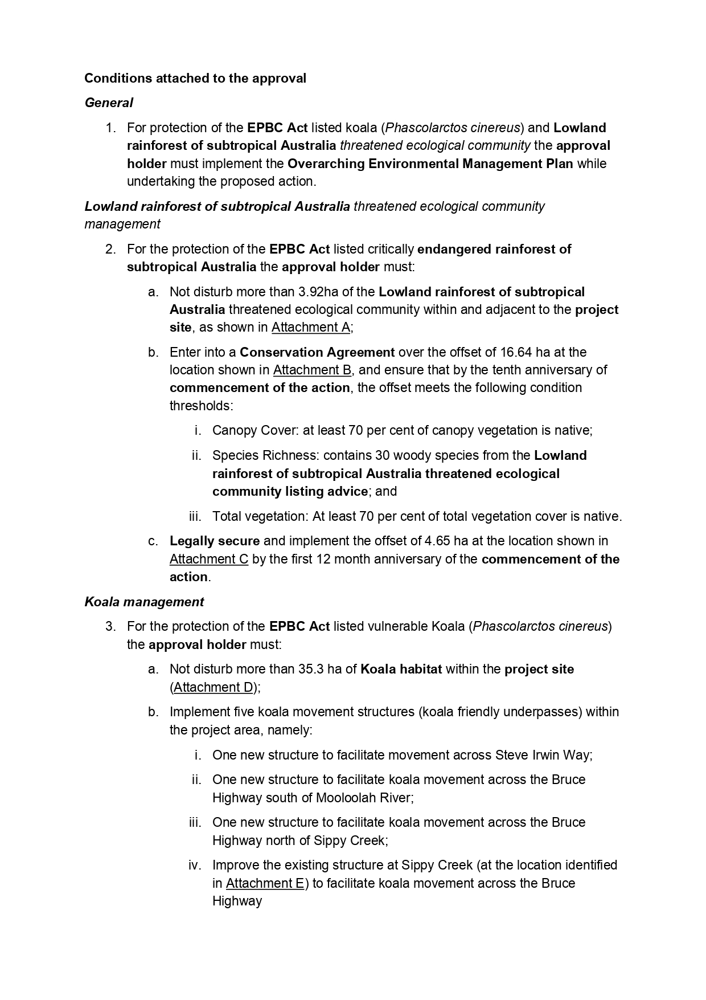 Conditions attached to the approval
General
1. For protection of the EPBC Act listed koala (Phascolarctos cinereus) and Lowland
rainforest of subtropical Australia threatened ecological community the approval
holder must implement the Overarching Environmental Management Plan while
undertaking the proposed action.
Lowland rainforest of subtropical Australia threatened ecological community
management
2. For the protection of the EPBC Act listed critically endangered rainforest of
subtropical Australia the approval holder must:
a. Not disturb more than 3.92ha of the Lowland rainforest of subtropical
Australia threatened ecological community within and adjacent to the project
site, as shown in Attachment A;
b. Enter into a Conservation Agreement over the offset of 16.64 ha at the
location shown in Attachment B, and ensure that by the tenth anniversary of
commencement of the action, the offset meets the following condition
thresholds:
i. Canopy Cover: at least 70 per cent of canopy vegetation is native;
ii. Species Richness: contains 30 woody species from the Lowland
rainforest of subtropical Australia threatened ecological
community listing advice; and
iii. Total vegetation: At least 70 per cent of total vegetation cover is native.
c. Legally secure and implement the offset of 4.65 ha at the location shown in
Attachment C by the first 12 month anniversary of the commencement of the
action.
Koala management
3. For the protection of the EPBC Act listed vulnerable Koala (Phascolarctos cinereus)
the approval holder must:
a. Not disturb more than 35.3 ha of Koala habitat within the project site
(Attachment D);
b. Implement five koala movement structures (koala friendly underpasses) within
the project area, namely:
i. One new structure to facilitate movement across Steve Irwin Way;
ii. One new structure to facilitate koala movement across the Bruce
Highway south of Mooloolah River;
iii. One new structure to facilitate koala movement across the Bruce
Highway north of Sippy Creek;
iv. Improve the existing structure at Sippy Creek (at the location identified
in Attachment E) to facilitate koala movement across the Bruce
Highway